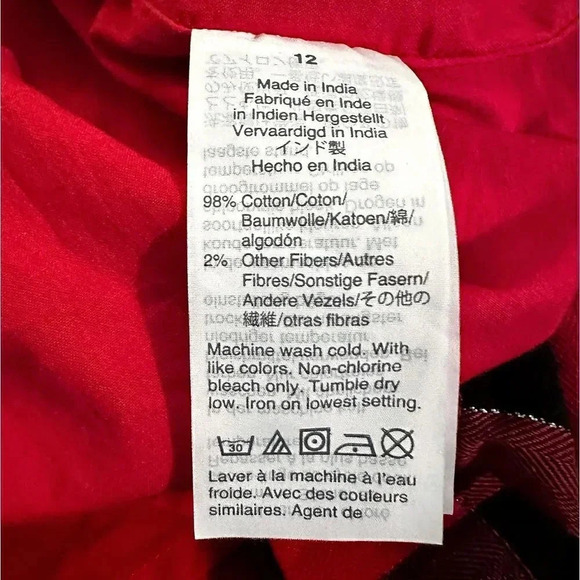 12
Made in India
Fabriqué en Inde
in Indien Hergestellt
Vervaardigd in India
インド製
Hecho en India
98% Cotton/Coton/
Baumwolle/Katoen/綿/
algodón
2% Other Fibers/Autres
Fibres/Sonstige Fasern/
Andere Vezels/その他の
繊維/otras fibras
Machine wash cold. With
like colors. Non-chlorine
bleach only. Tumble dry
low. Iron on lowest setting.
30
Laver à la machine à l'eau
froide. Avec des couleurs
similaires. Agent de